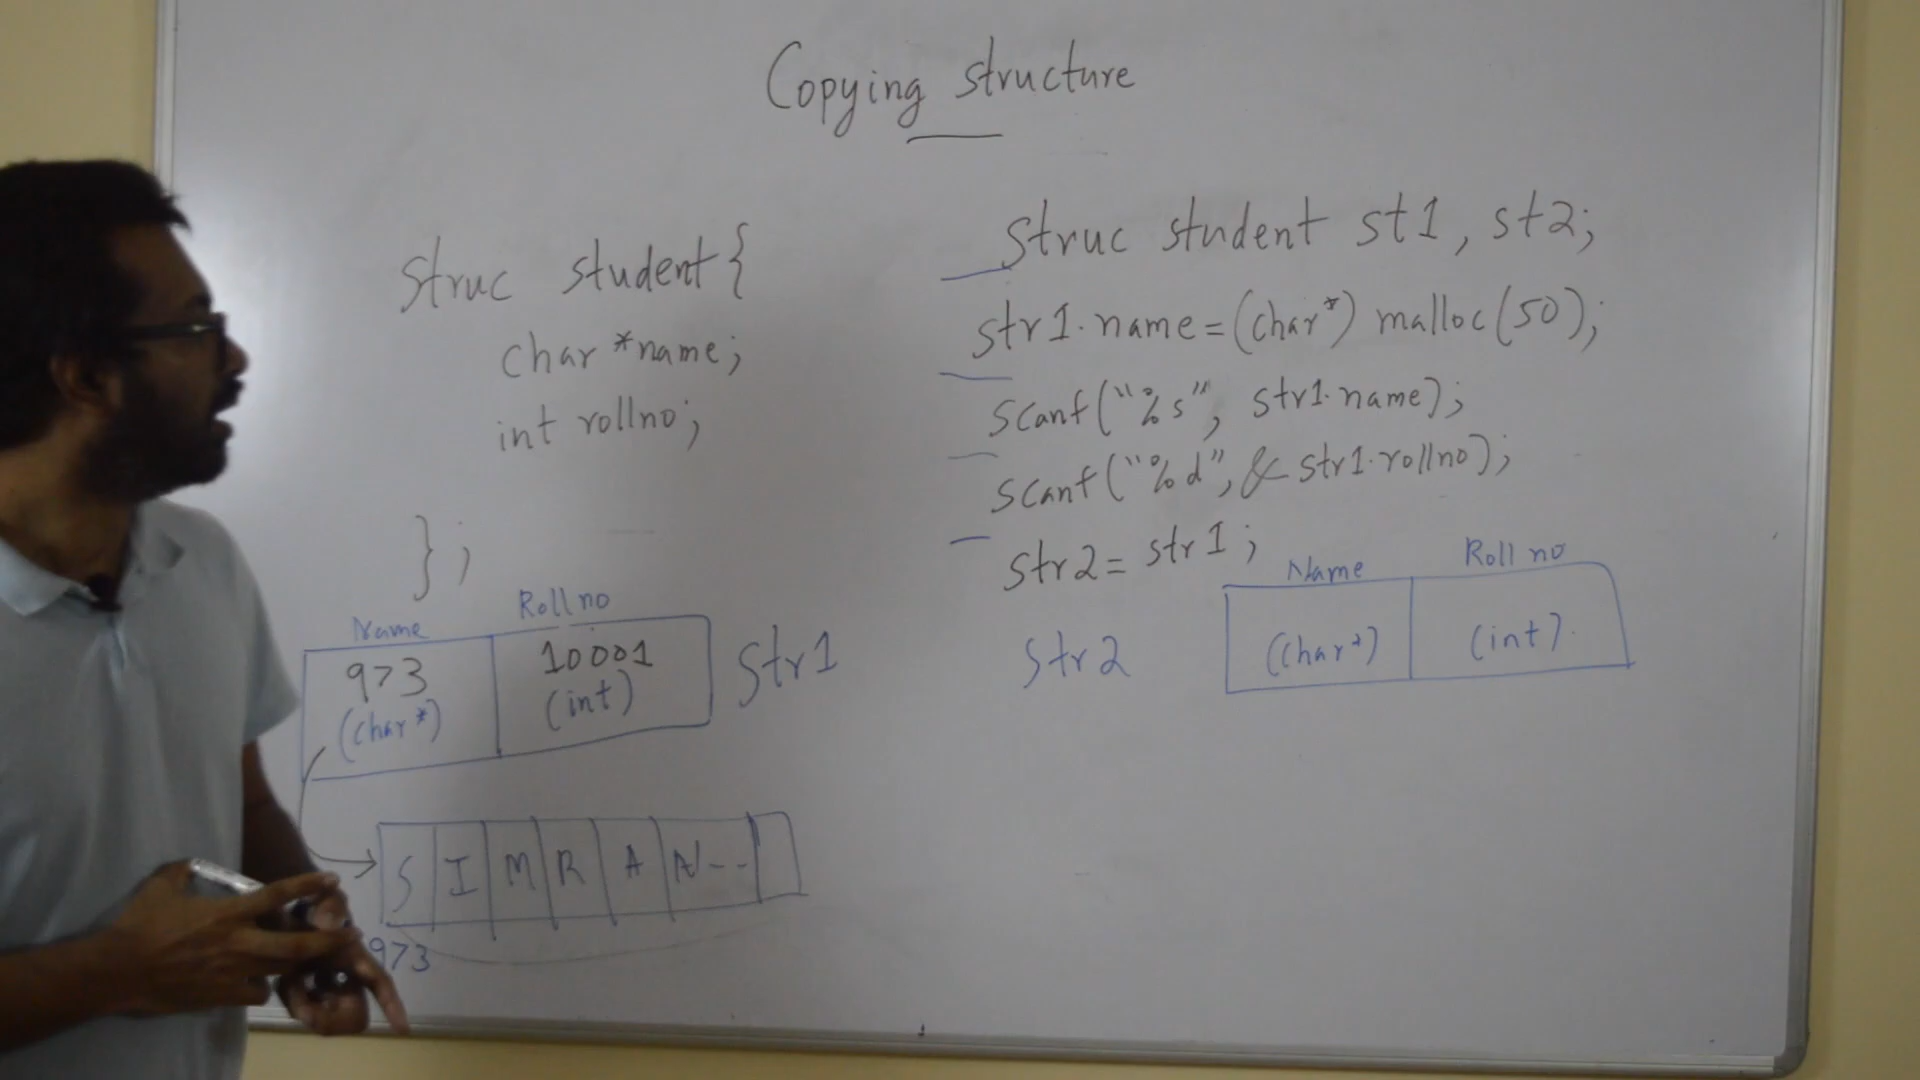 Copying structure
struc student{
char *name;
int rollno;
};
struc student st1, st2;
str1.name=(char*) malloc(50);
scanf("%s", str1.name);
scanf("%d", &str1.rollno);
str2= str1;
Name Roll no
973 10001
(char*) (int)
str1
S I M R A N--
973
Name Roll no
str2
(char*) (int).